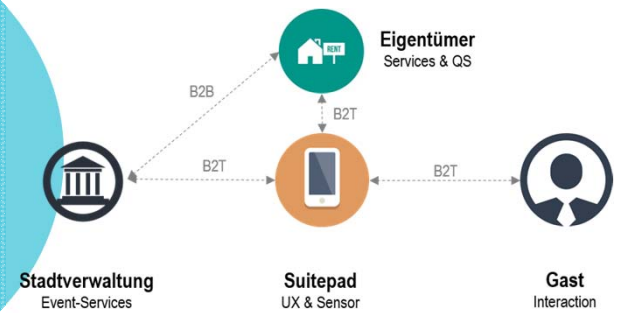 Eigentümer
Services & QS
RENT
B2B
B2T
B2T
B2T
Stadtverwaltung
Event-Services
Suitepad
UX & Sensor
Gast
Interaction